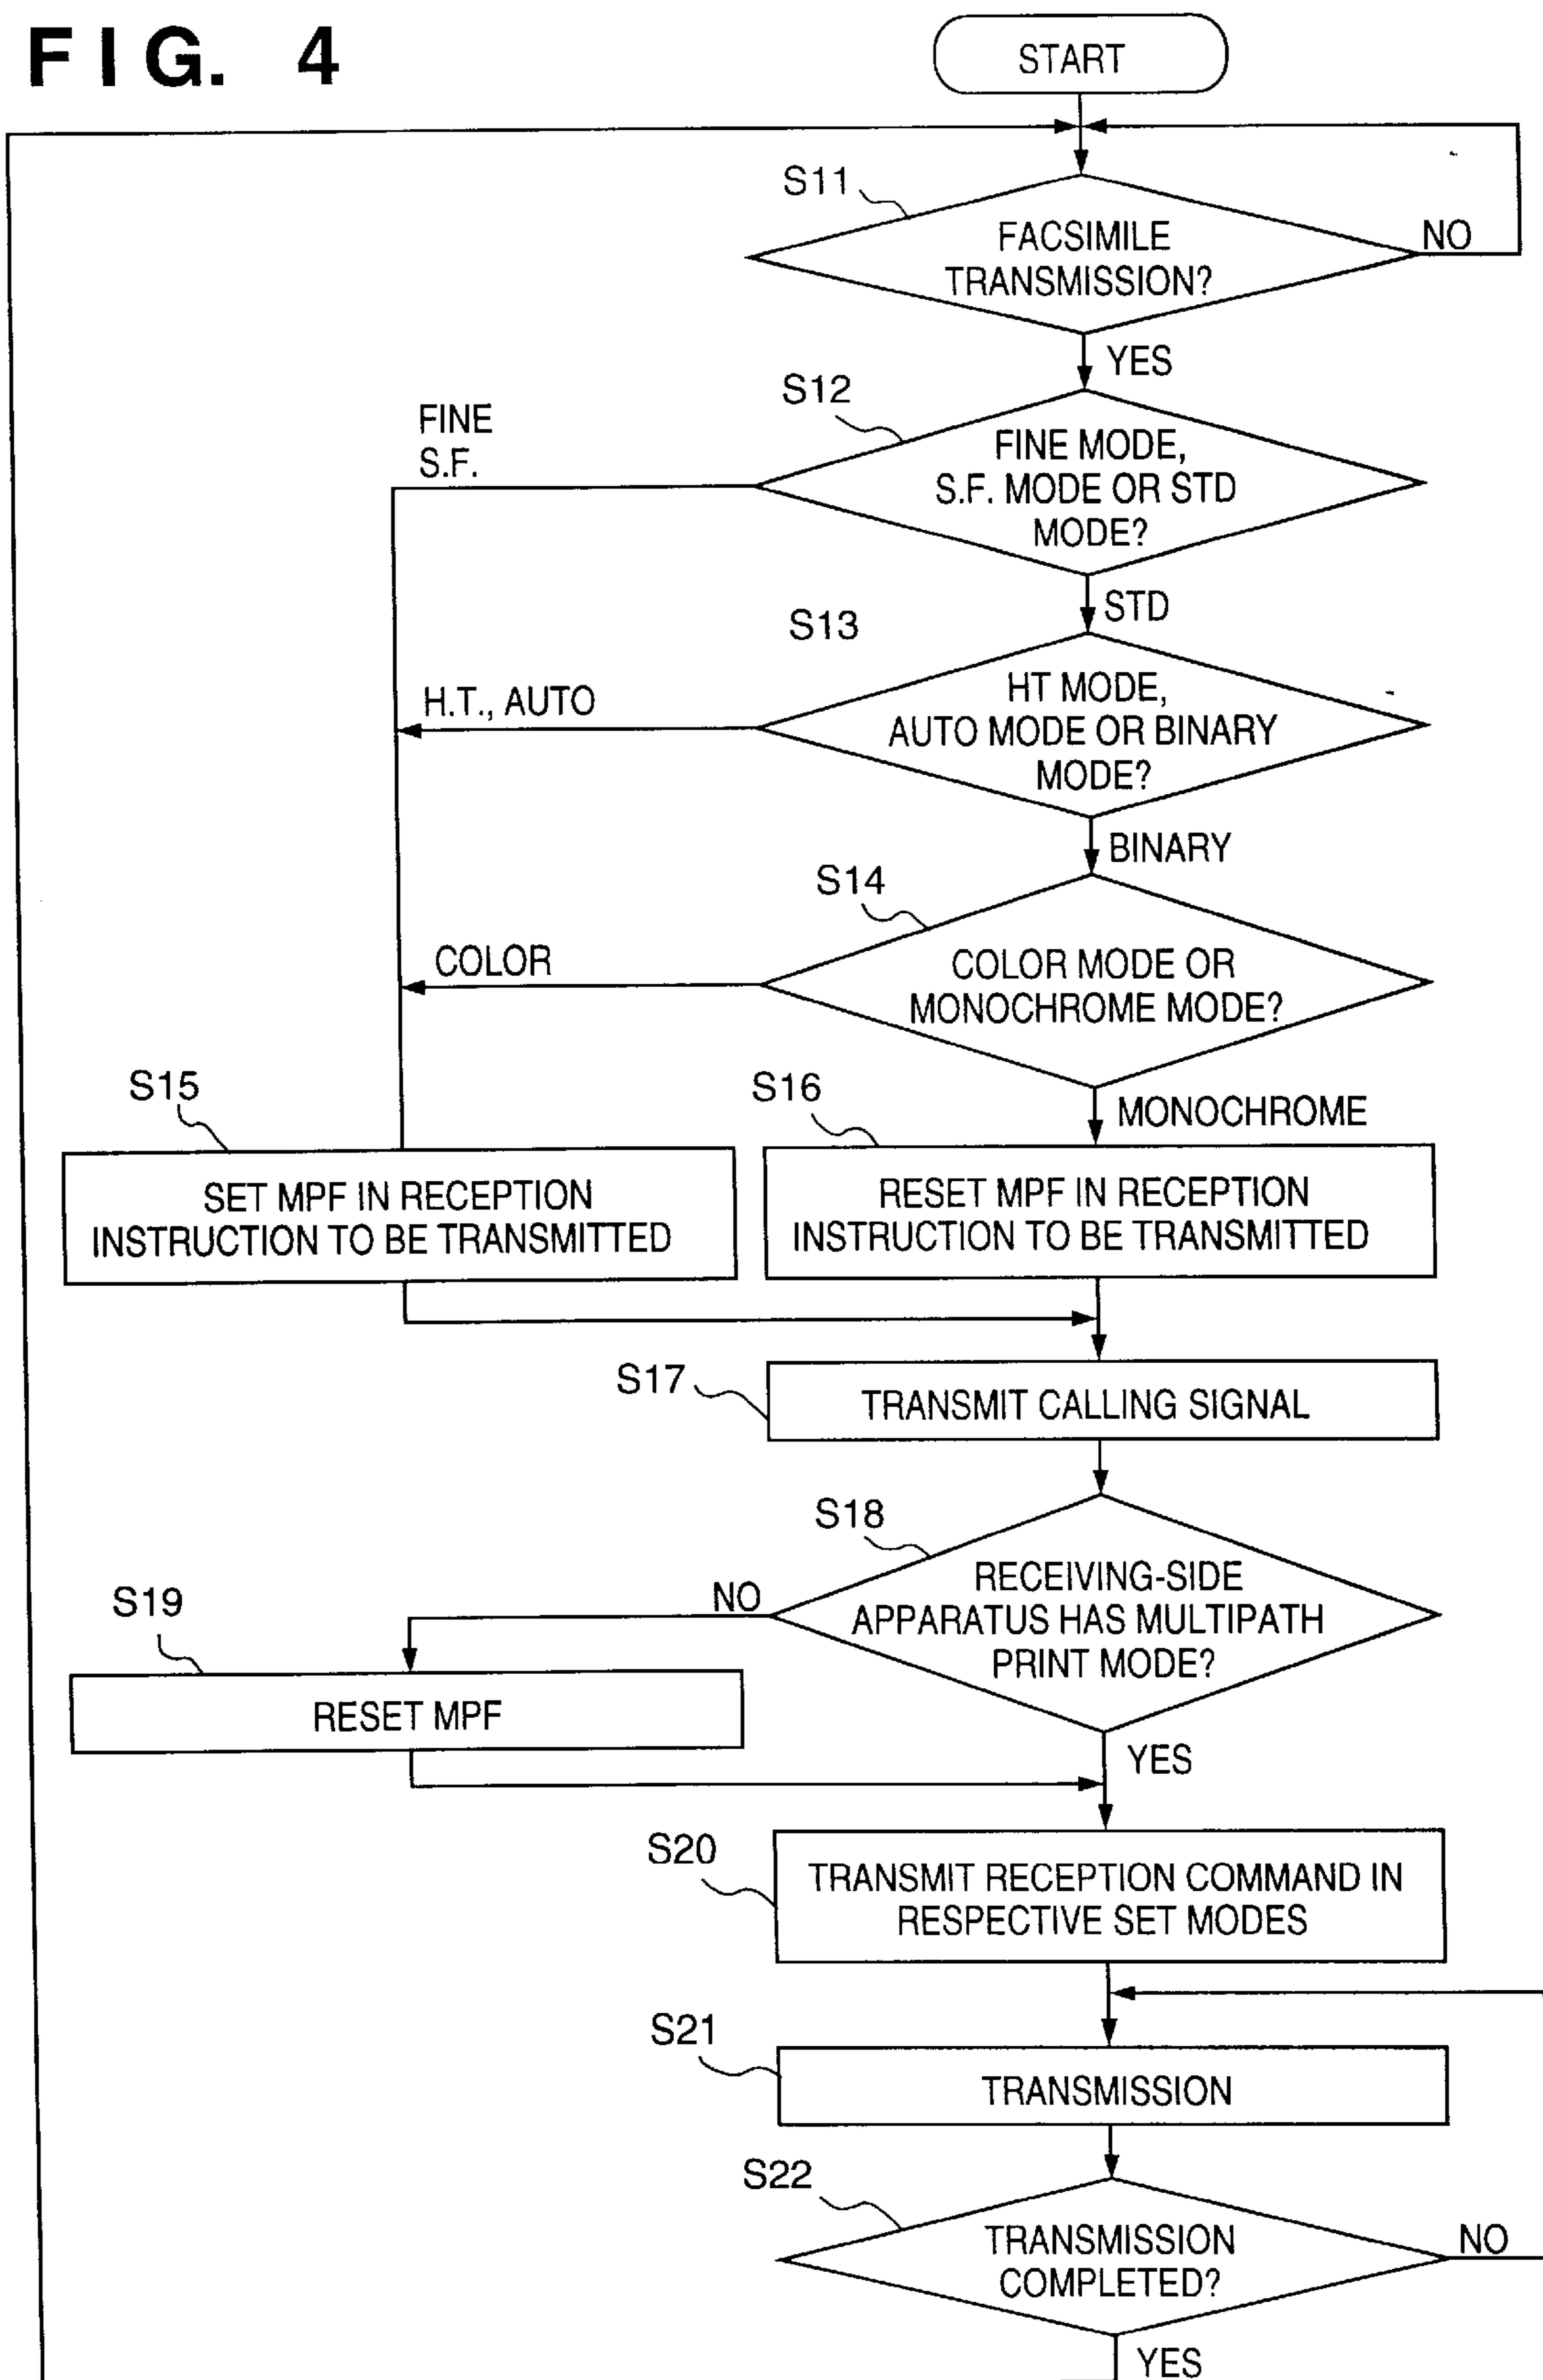 FIG. 4
START
S11
FACSIMILE
TRANSMISSION?
NO
YES
S12
FINE
S.F.
FINE MODE,
S.F. MODE OR STD
MODE?
STD
S13
H.T., AUTO
HT MODE,
AUTO MODE OR BINARY
MODE?
BINARY
S14
COLOR
COLOR MODE OR
MONOCHROME MODE?
MONOCHROME
S15
SET MPF IN RECEPTION
INSTRUCTION TO BE TRANSMITTED
S16
RESET MPF IN RECEPTION
INSTRUCTION TO BE TRANSMITTED
S17
TRANSMIT CALLING SIGNAL
S18
RECEIVING-SIDE
APPARATUS HAS MULTIPATH
PRINT MODE?
NO
S19
RESET MPF
YES
S20
TRANSMIT RECEPTION COMMAND IN
RESPECTIVE SET MODES
S21
TRANSMISSION
S22
TRANSMISSION
COMPLETED?
NO
YES